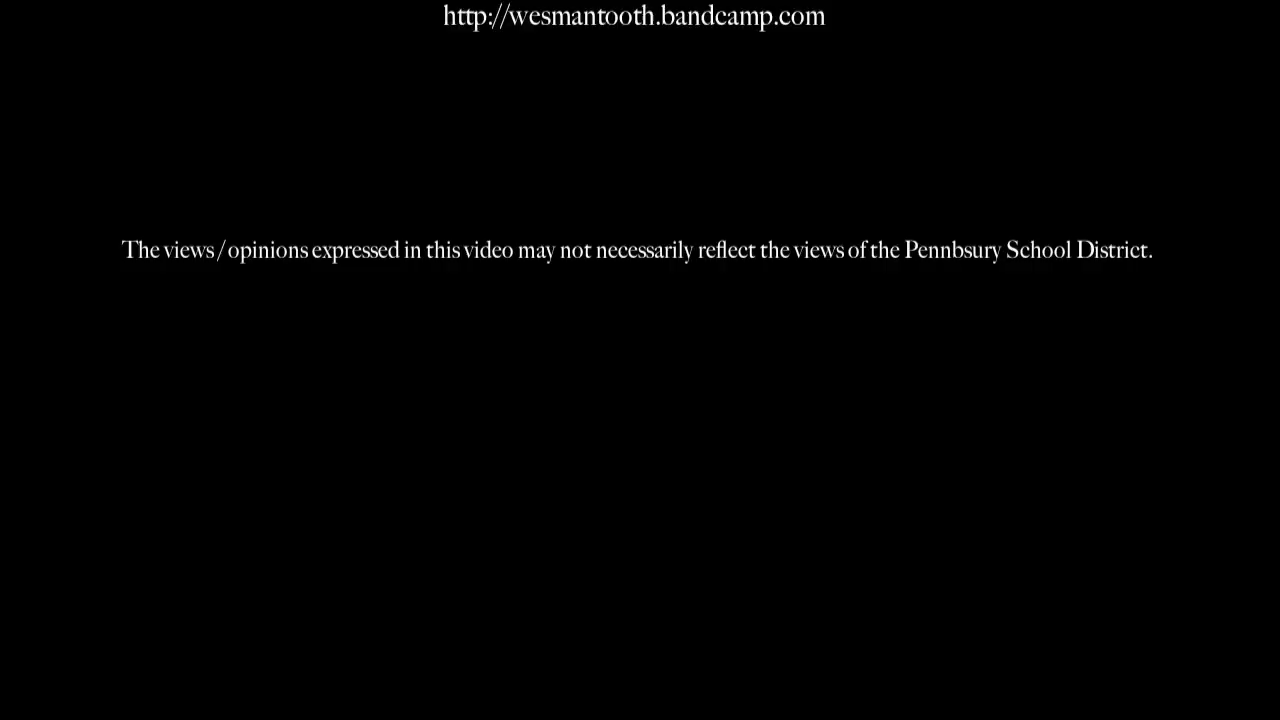 http://wesmantooth.bandcamp.com
The views/opinions expressed in this video may not necessarily reflect the views of the Pennbsury School District.